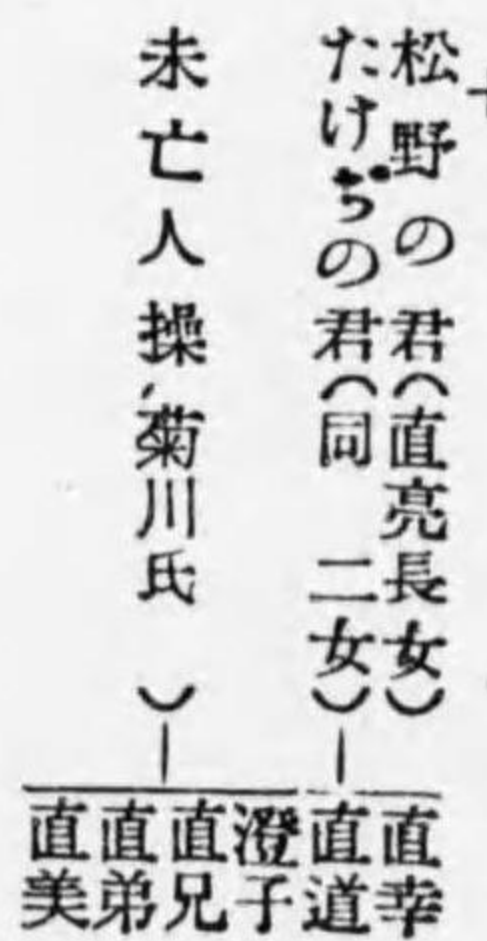 松野の君(直亮長女)
たけぢの君(同 二女)
未亡人操、菊川氏 )
直幸
直道
澄子
直兄
直弟
直美